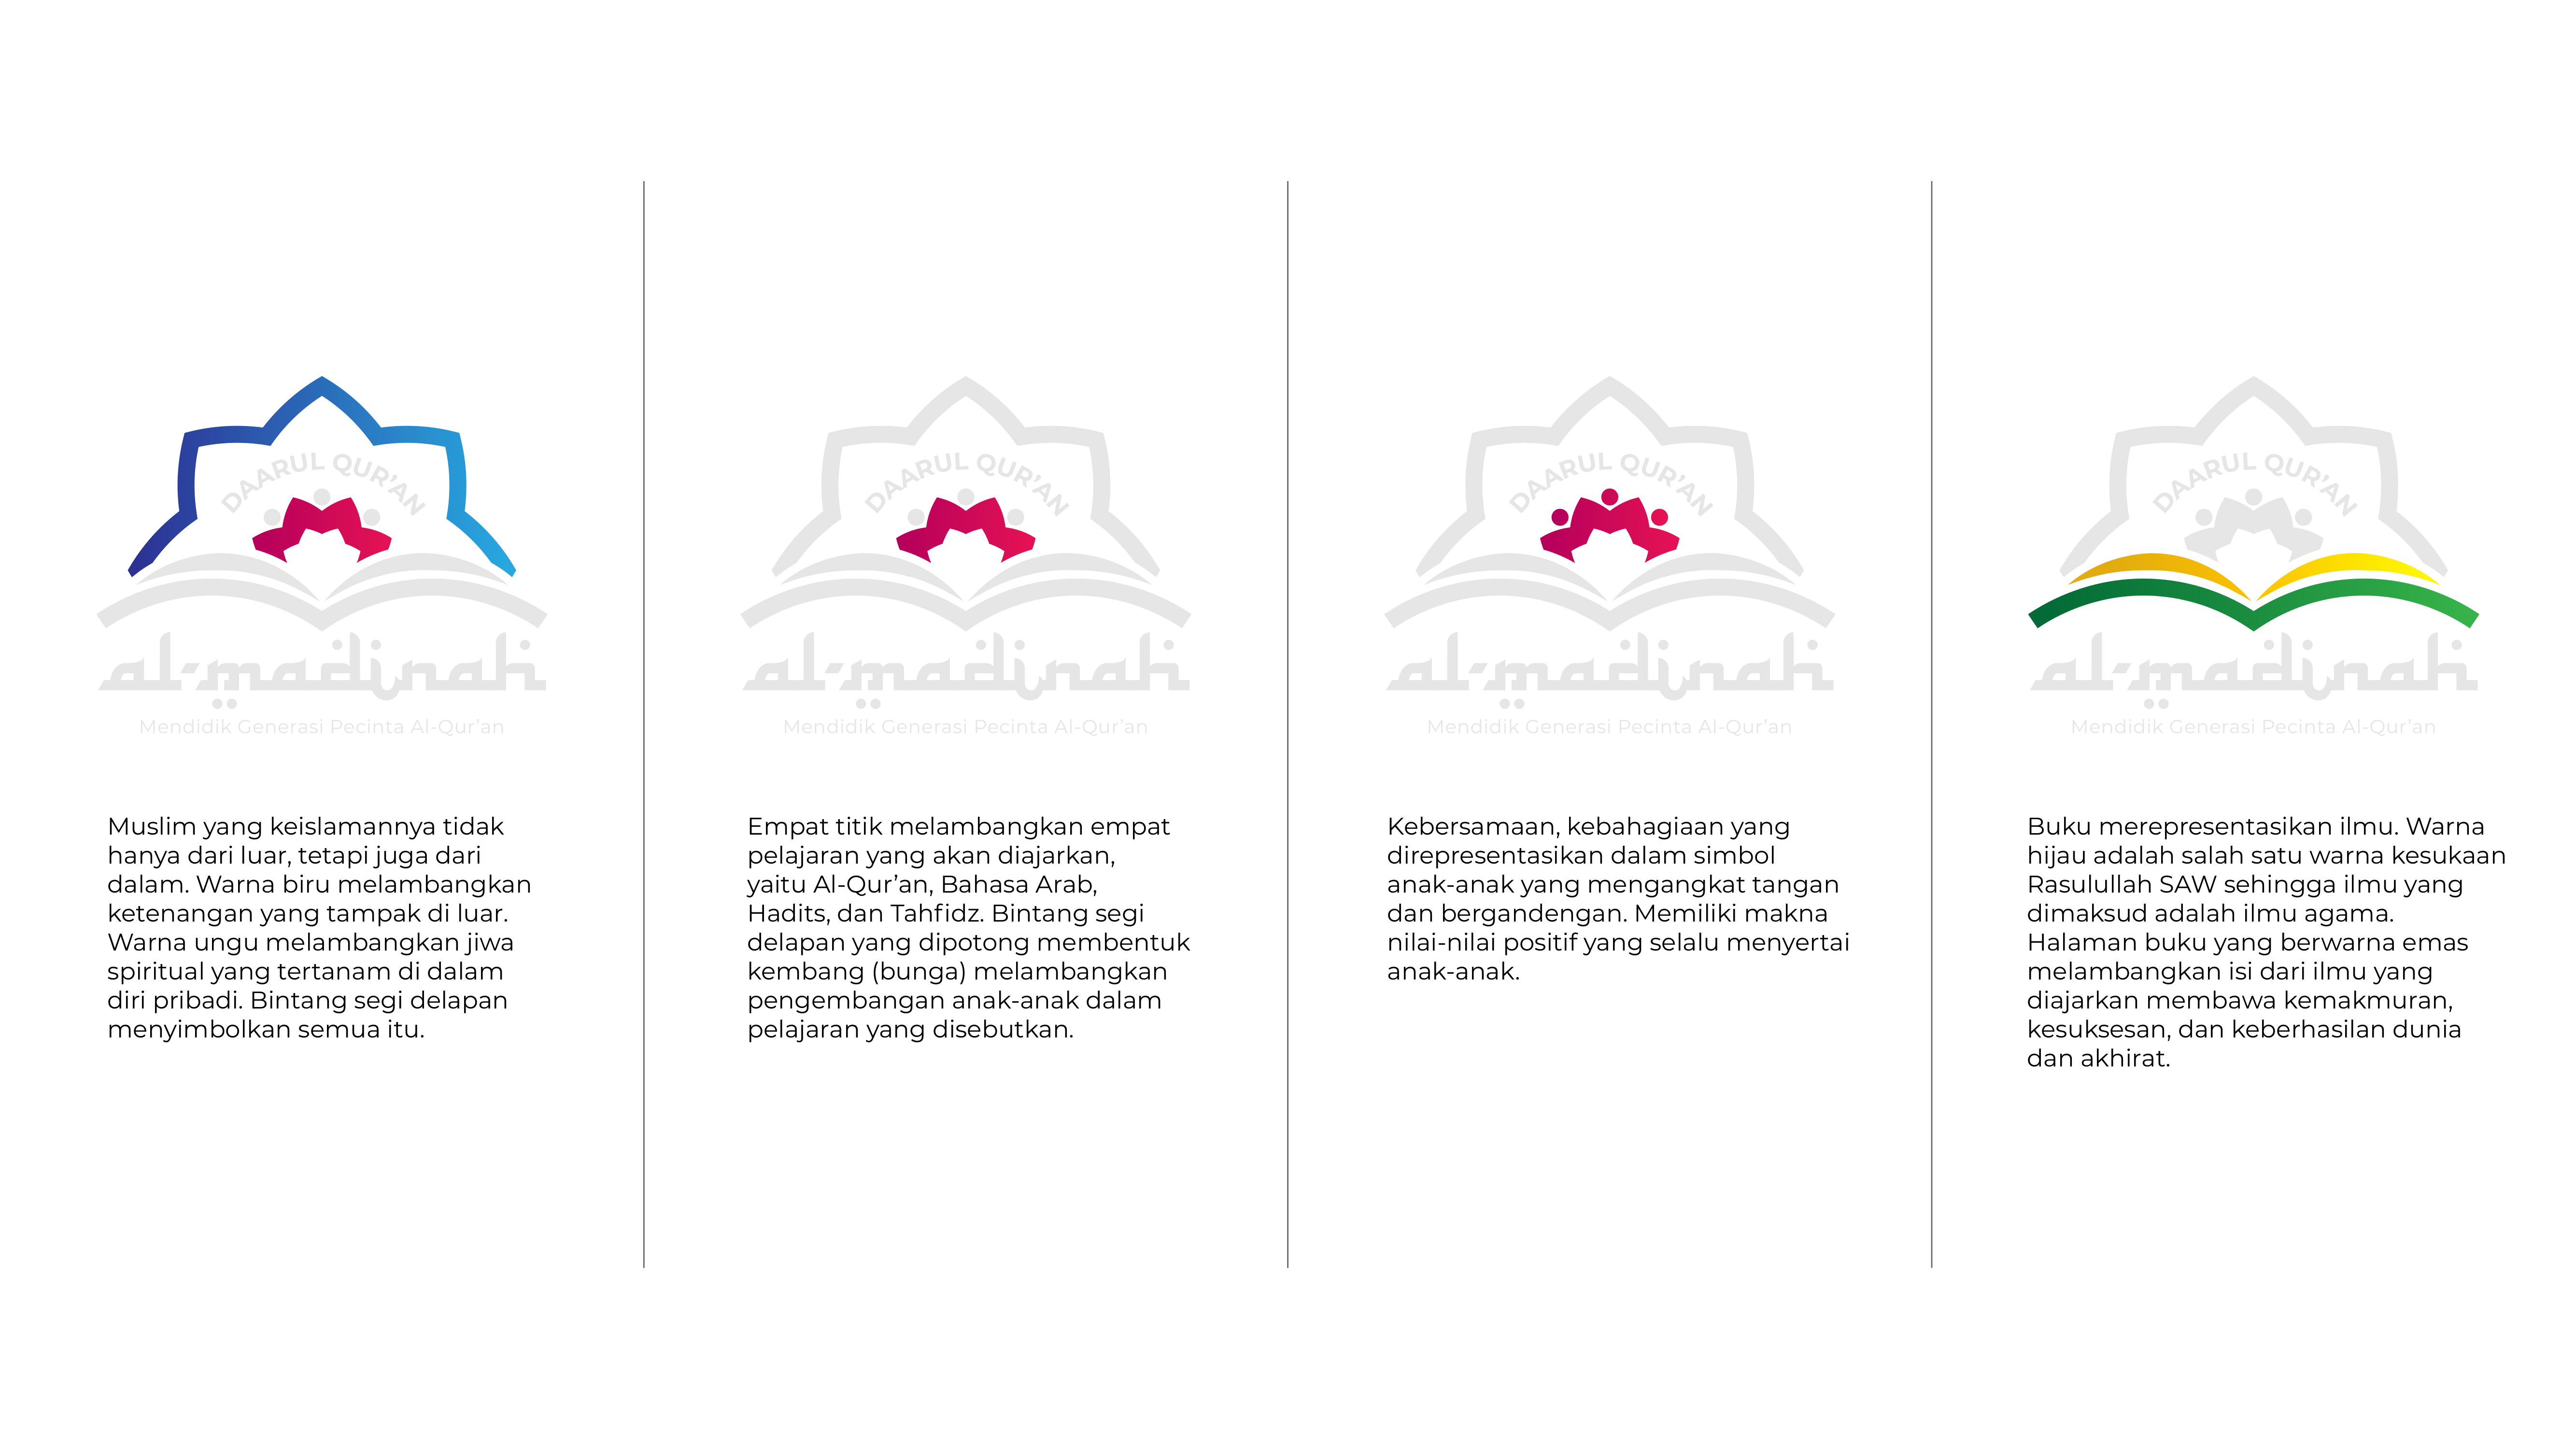 DAARUL QUR’AN
al-madinah
Mendidik Generasi Pecinta Al-Qur’an
Muslim yang keislamannya tidak
hanya dari luar, tetapi juga dari
dalam. Warna biru melambangkan
ketenangan yang tampak di luar.
Warna ungu melambangkan jiwa
spiritual yang tertanam di dalam
diri pribadi. Bintang segi delapan
menyimbolkan semua itu.
DAARUL QUR’AN
al-madinah
Mendidik Generasi Pecinta Al-Qur’an
Empat titik melambangkan empat
pelajaran yang akan diajarkan,
yaitu Al-Qur’an, Bahasa Arab,
Hadits, dan Tahfidz. Bintang segi
delapan yang dipotong membentuk
kembang (bunga) melambangkan
pengembangan anak-anak dalam
pelajaran yang disebutkan.
DAARUL QUR’AN
al-madinah
Mendidik Generasi Pecinta Al-Qur’an
Kebersamaan, kebahagiaan yang
direpresentasikan dalam simbol
anak-anak yang mengangkat tangan
dan bergandengan. Memiliki makna
nilai-nilai positif yang selalu menyertai
anak-anak.
DAARUL QUR’AN
al-madinah
Mendidik Generasi Pecinta Al-Qur’an
Buku merepresentasikan ilmu. Warna
hijau adalah salah satu warna kesukaan
Rasulullah SAW sehingga ilmu yang
dimaksud adalah ilmu agama.
Halaman buku yang berwarna emas
melambangkan isi dari ilmu yang
diajarkan membawa kemakmuran,
kesuksesan, dan keberhasilan dunia
dan akhirat.